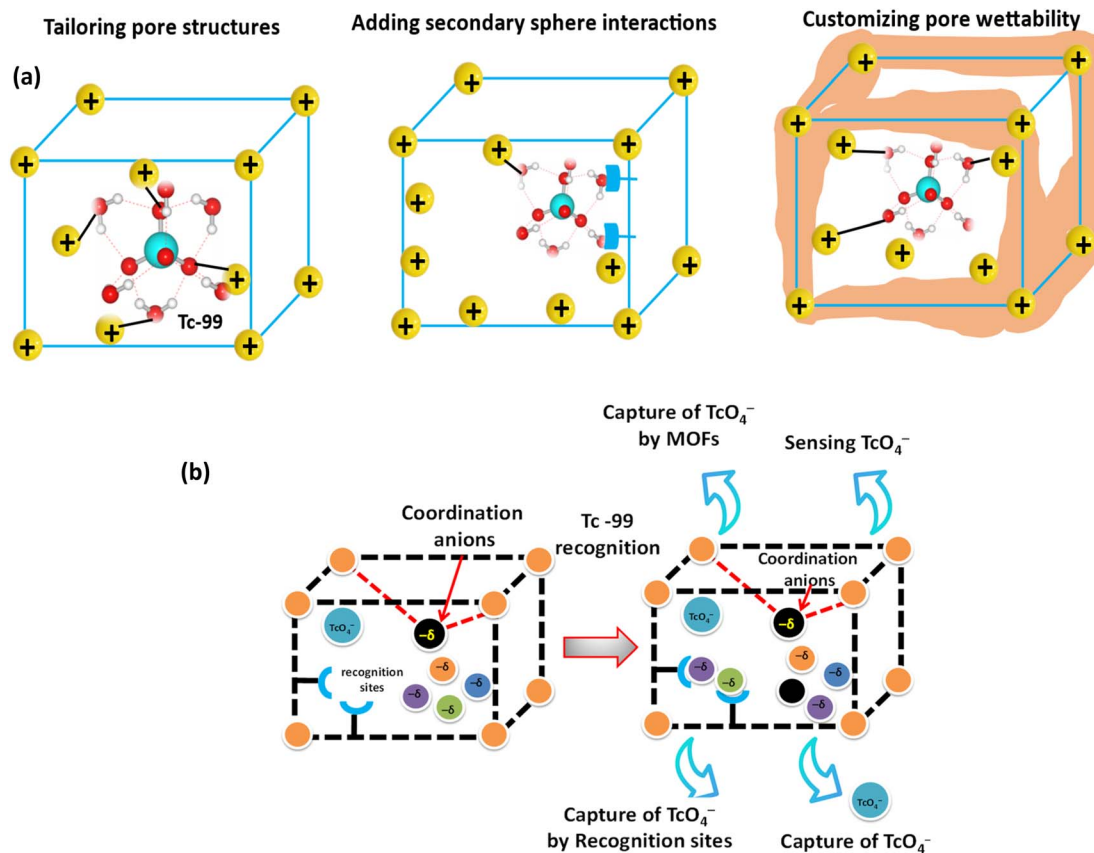 Tailoring pore structures
Adding secondary sphere interactions
Customizing pore wettability
(a)
+ + + + + + + + + + + +
+ + + + + + + + + + + + + +
+ + + + + + + + + + + + +
Tc-99
(b)
Capture of TcO₄⁻
by MOFs
Sensing TcO₄⁻
Coordination
anions
Tc -99
recognition
Coordination
anions
TcO₄⁻
–δ
–δ
–δ
–δ
–δ
recognition
sites
TcO₄⁻
–δ
–δ
–δ
–δ
–δ
–δ
Capture of TcO₄⁻
by Recognition sites
TcO₄⁻
Capture of TcO₄⁻